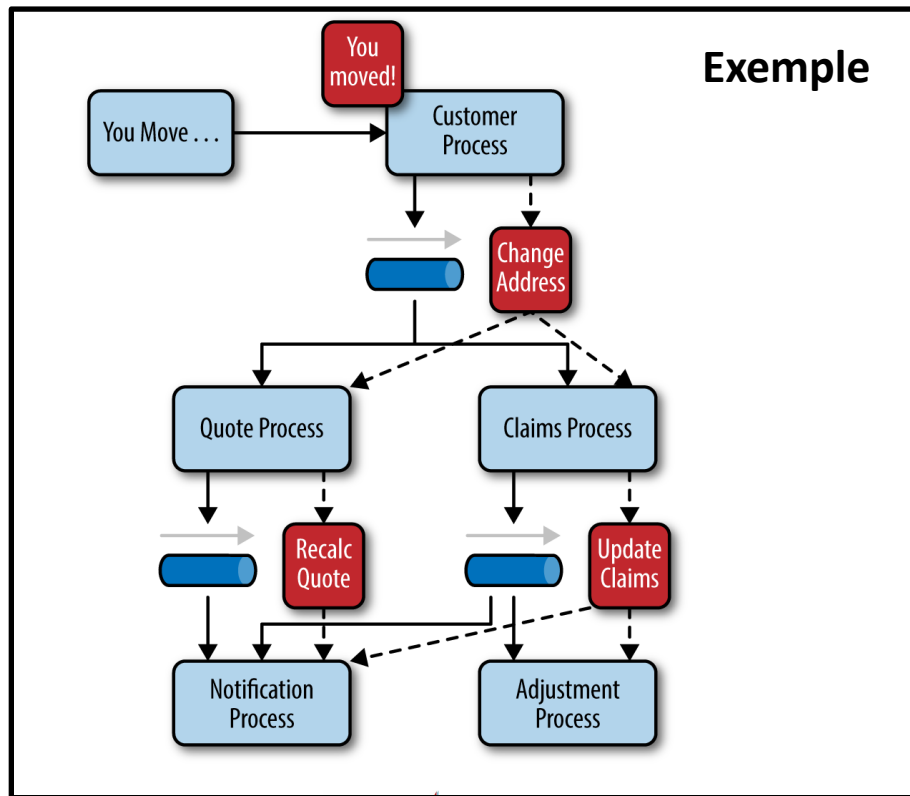 Exemple
You
moved!
You Move ...
Customer
Process
Change
Address
Quote Process
Claims Process
Recalc
Quote
Update
Claims
Notification
Process
Adjustment
Process